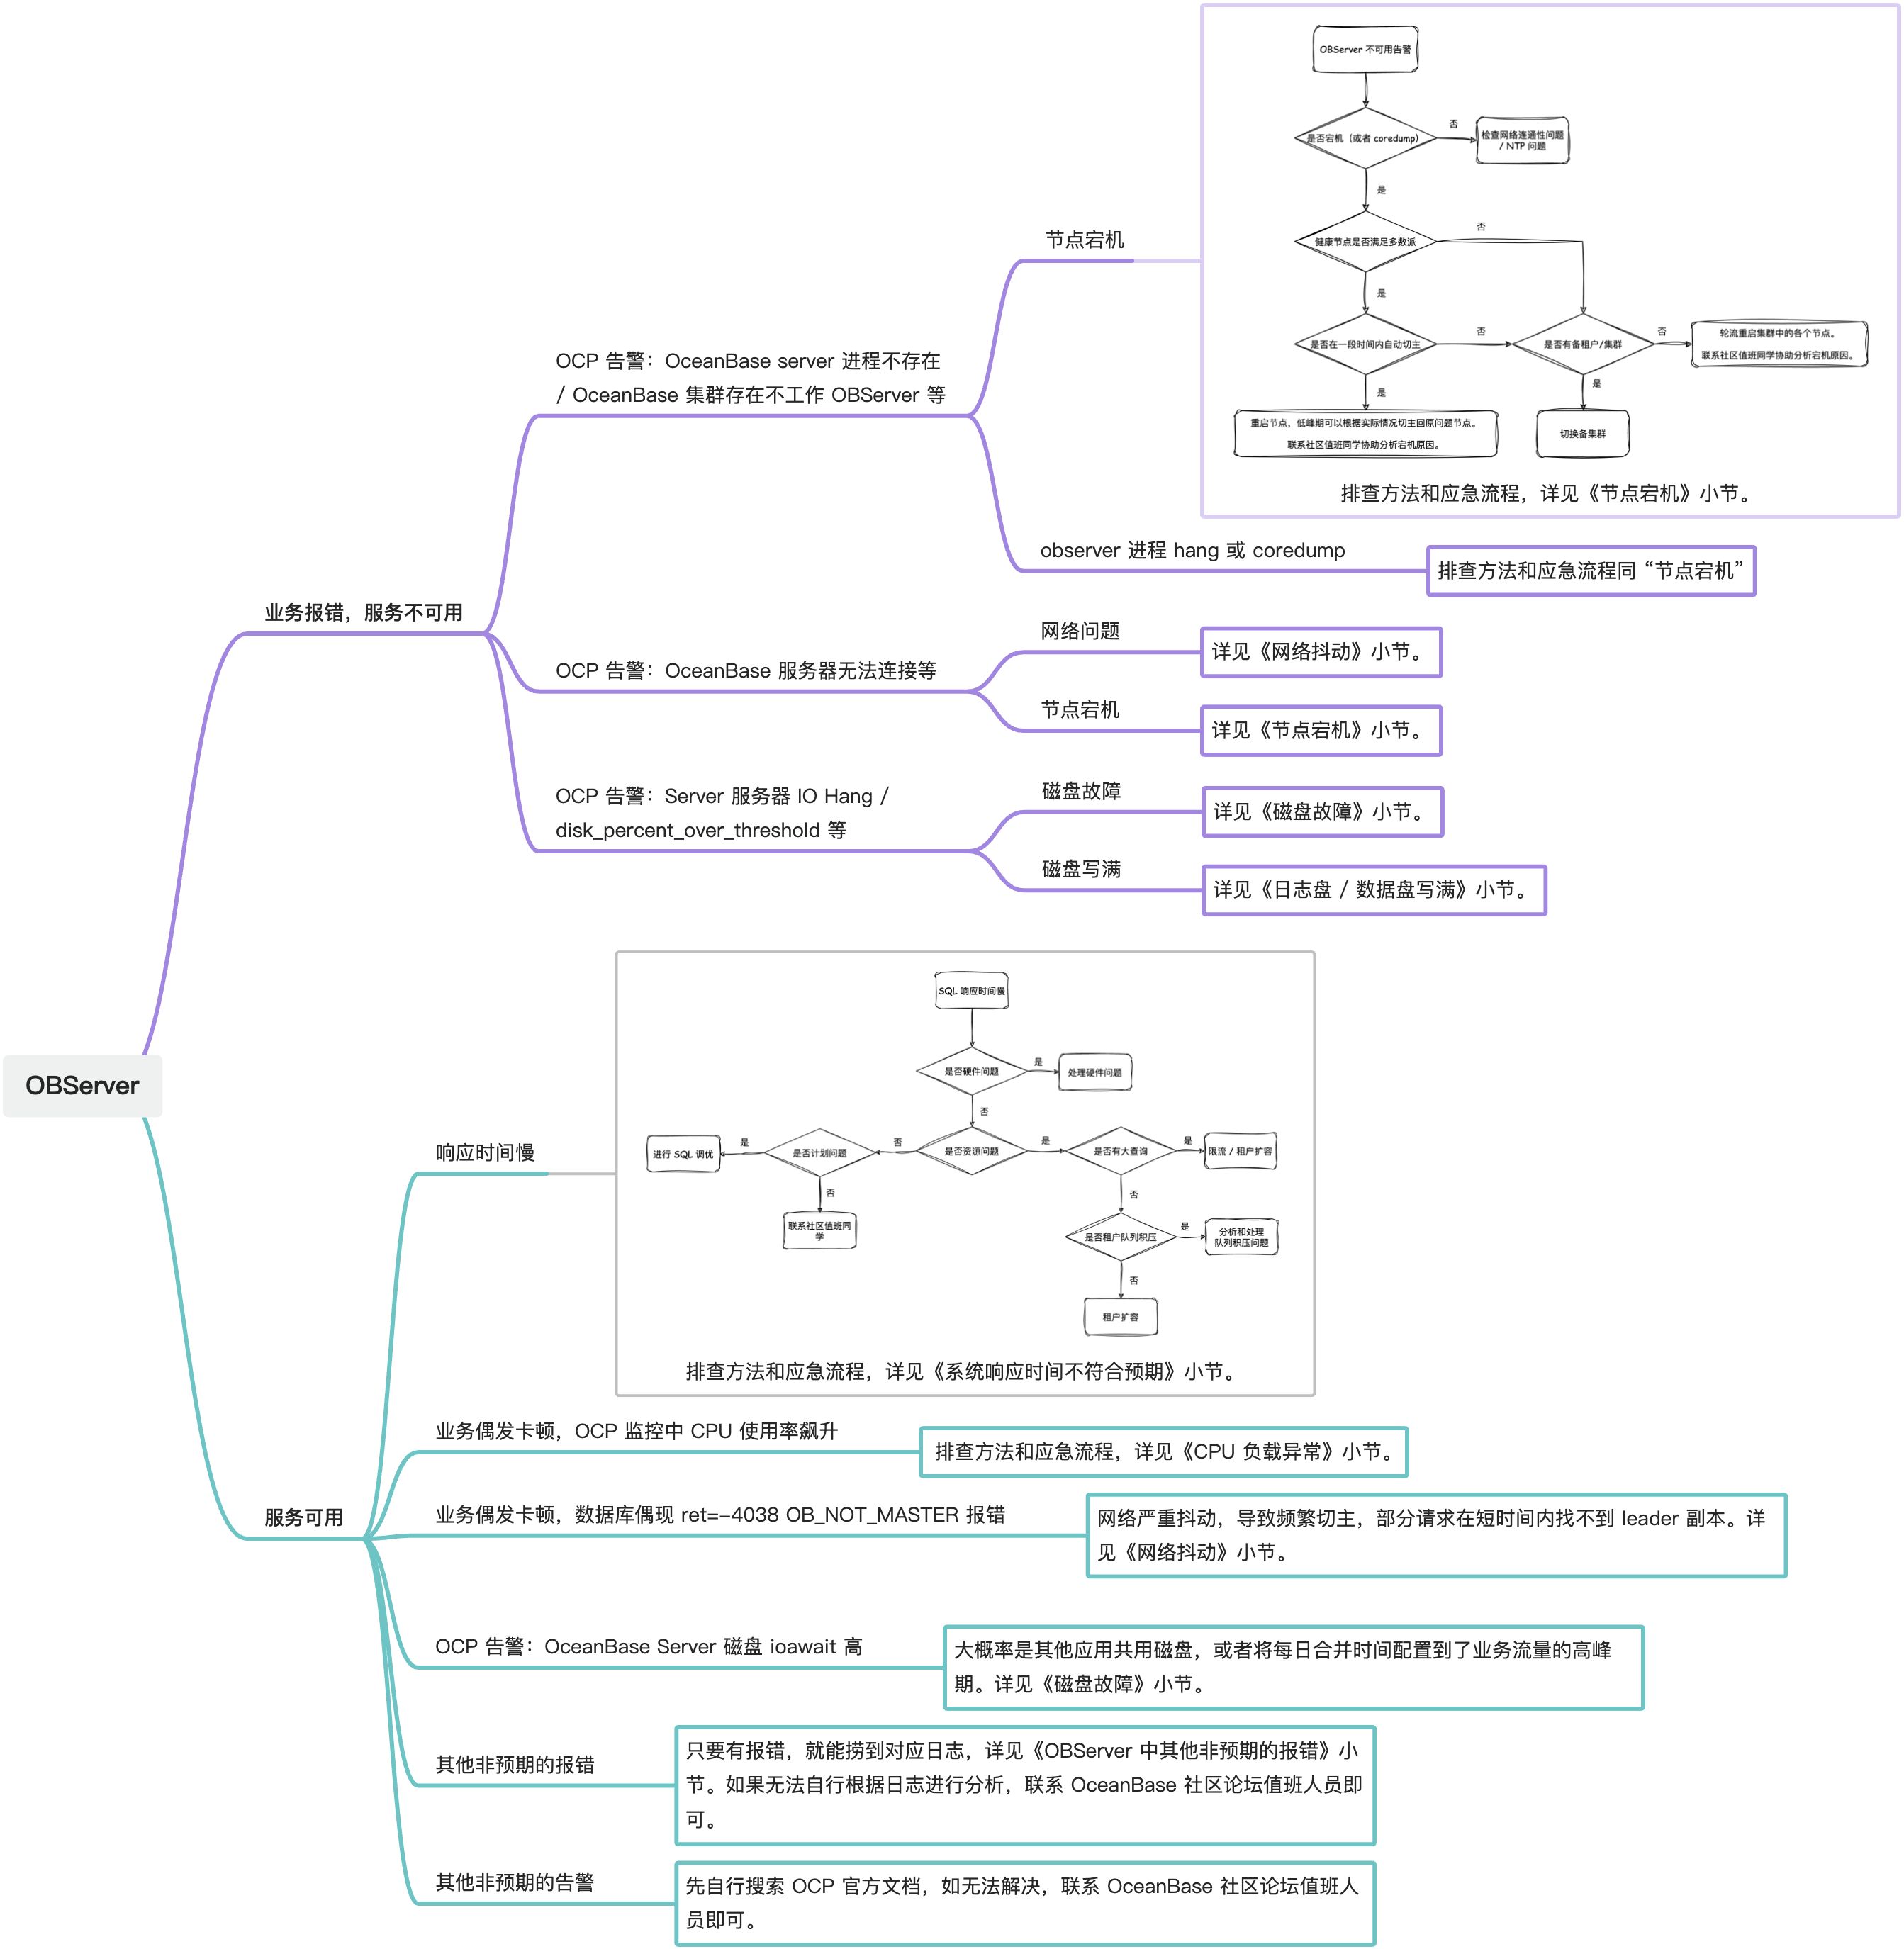 OBServer
业务报错，服务不可用
OCP 告警：OceanBase server 进程不存在
/ OceanBase 集群存在不工作 OBServer 等
节点宕机
OBServer 不可用告警
是否宕机（或者 coredump）
否
检查网络连通性问题
/ NTP 问题
是
健康节点是否满足多数派
否
是
是否在一段时间内自动切主
否
是否有备租户/集群
否
轮流重启集群中的各个节点。
联系社区值班同学协助分析宕机原因。
是
是
重启节点，低峰期可以根据实际情况切主回原问题节点。
联系社区值班同学协助分析宕机原因。
切换备集群
排查方法和应急流程，详见《节点宕机》小节。
observer 进程 hang 或 coredump
排查方法和应急流程同 “节点宕机”
OCP 告警：OceanBase 服务器无法连接等
网络问题
详见《网络抖动》小节。
节点宕机
详见《节点宕机》小节。
OCP 告警：Server 服务器 IO Hang /
disk_percent_over_threshold 等
磁盘故障
详见《磁盘故障》小节。
磁盘写满
详见《日志盘 / 数据盘写满》小节。
服务可用
响应时间慢
SQL 响应时间慢
是否硬件问题
是
处理硬件问题
否
进行 SQL 调优
是
是否计划问题
否
是否资源问题
是
是否有大查询
是
限流 / 租户扩容
否
联系社区值班同
学
否
是否租户队列积压
是
分析和处理
队列积压问题
否
租户扩容
排查方法和应急流程，详见《系统响应时间不符合预期》小节。
业务偶发卡顿，OCP 监控中 CPU 使用率飙升
排查方法和应急流程，详见《CPU 负载异常》小节。
业务偶发卡顿，数据库偶现 ret=-4038 OB_NOT_MASTER 报错
网络严重抖动，导致频繁切主，部分请求在短时间内找不到 leader 副本。详
见《网络抖动》小节。
OCP 告警：OceanBase Server 磁盘 ioawait 高
大概率是其他应用共用磁盘，或者将每日合并时间配置到了业务流量的高峰
期。详见《磁盘故障》小节。
其他非预期的报错
只要有报错，就能捞到对应日志，详见《OBServer 中其他非预期的报错》小
节。如果无法自行根据日志进行分析，联系 OceanBase 社区论坛值班人员即
可。
其他非预期的告警
先自行搜索 OCP 官方文档，如无法解决，联系 OceanBase 社区论坛值班人
员即可。